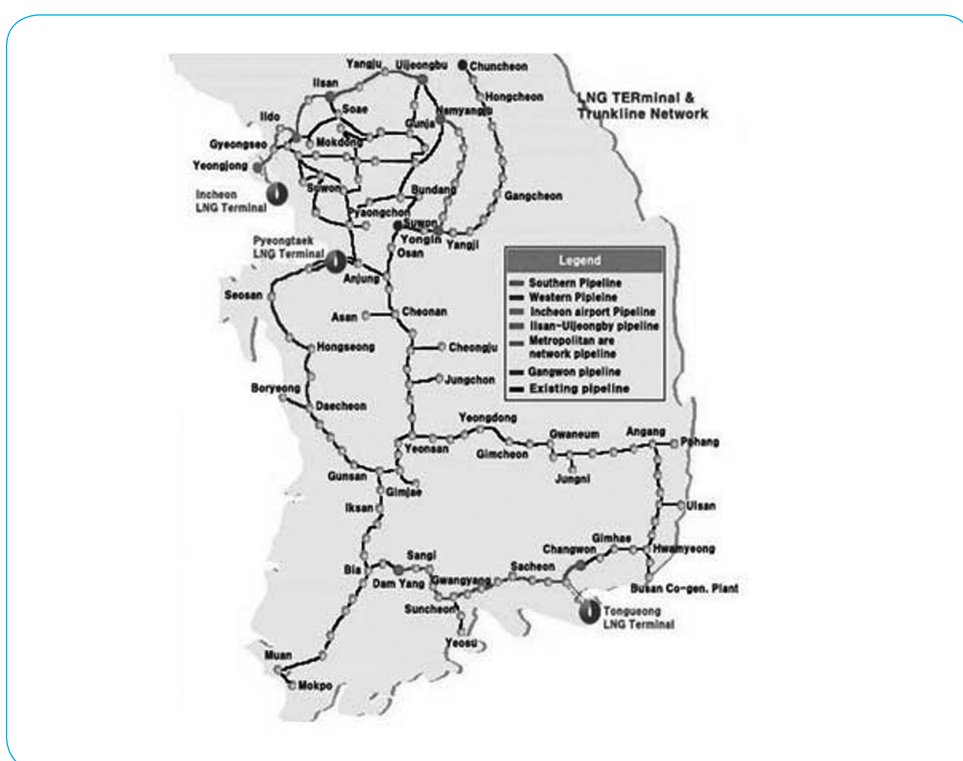 Chuncheon
Yangju
Uijeongbu
Ilsan
Hongcheon
LNG TERminal &
Trunkline Network
Soae
Namyangju
Ildo
Gunja
Gyeongseo
Mokdong
Yeongjong
Incheon
LNG Terminal
Suwon
Bundang
Gangcheon
Pyaongchon
Suwon
Yongin
Yangji
Pyeongtaek
LNG Terminal
Osan
Anjung
Legend
Southern Pipeline
Western Pipleine
Incheon airport Pipeline
Ilsan-Uijeongby pipeline
Metropolitan are
network pipeline
Gangwon pipeline
Existing pipeline
Seosan
Asan
Cheonan
Hongseong
Cheongju
Jungchon
Boryeong
Daecheon
Yeongdong
Yeonsan
Gimcheon
Gwaneum
Angang
Pohang
Jungni
Gunsan
Gimjae
Iksan
Ulsan
Gimhae
Changwon
Hwamyeong
Bia
Sangi
Dam Yang
Gwangyang
Sacheon
Busan Co-gen. Plant
Suncheon
Tongueong
LNG Terminal
Yeosu
Muan
Mokpo